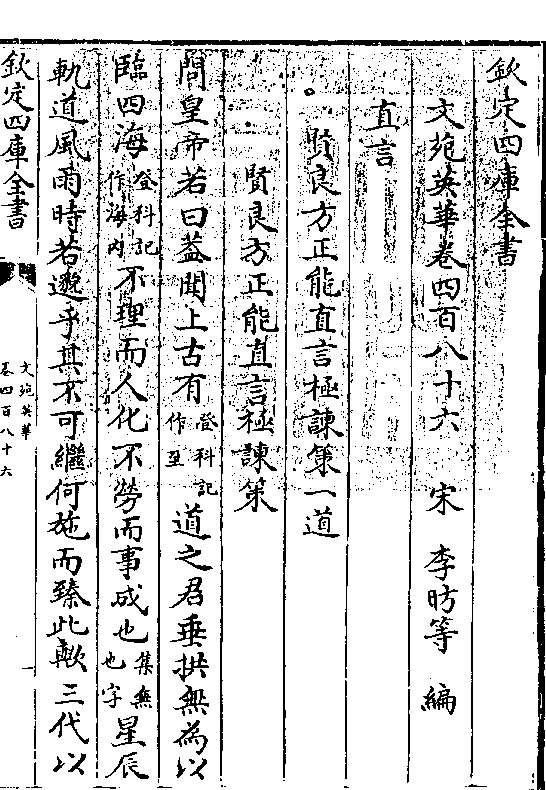 欽定四庫全書
文苑英華卷四百八十六 宋 李昉等 編
直言
賢良方正能直言極諫策一道
賢良方正能直言極諫策
問皇帝若曰葢聞上古有登科記作至道之君垂拱無為以
臨四海登科記作海內不理而人化不勞而事成也集無也字星辰
軌道風雨時若邈乎其不可繼何施而臻此歟三代以
欽定四庫全書
文苑英華
卷四百八十六
一